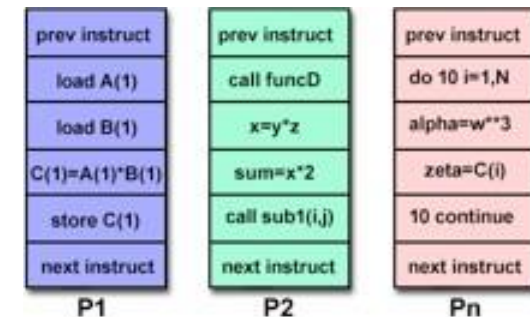 prev instruct
load A(1)
load B(1)
C(1)=A(1)*B(1)
store C(1)
next instruct
P1
prev instruct
call funcD
x=y*z
sum=x*2
call sub1(i,j)
next instruct
P2
prev instruct
do 10 i=1,N
alpha=w**3
zeta=C(i)
10 continue
next instruct
Pn